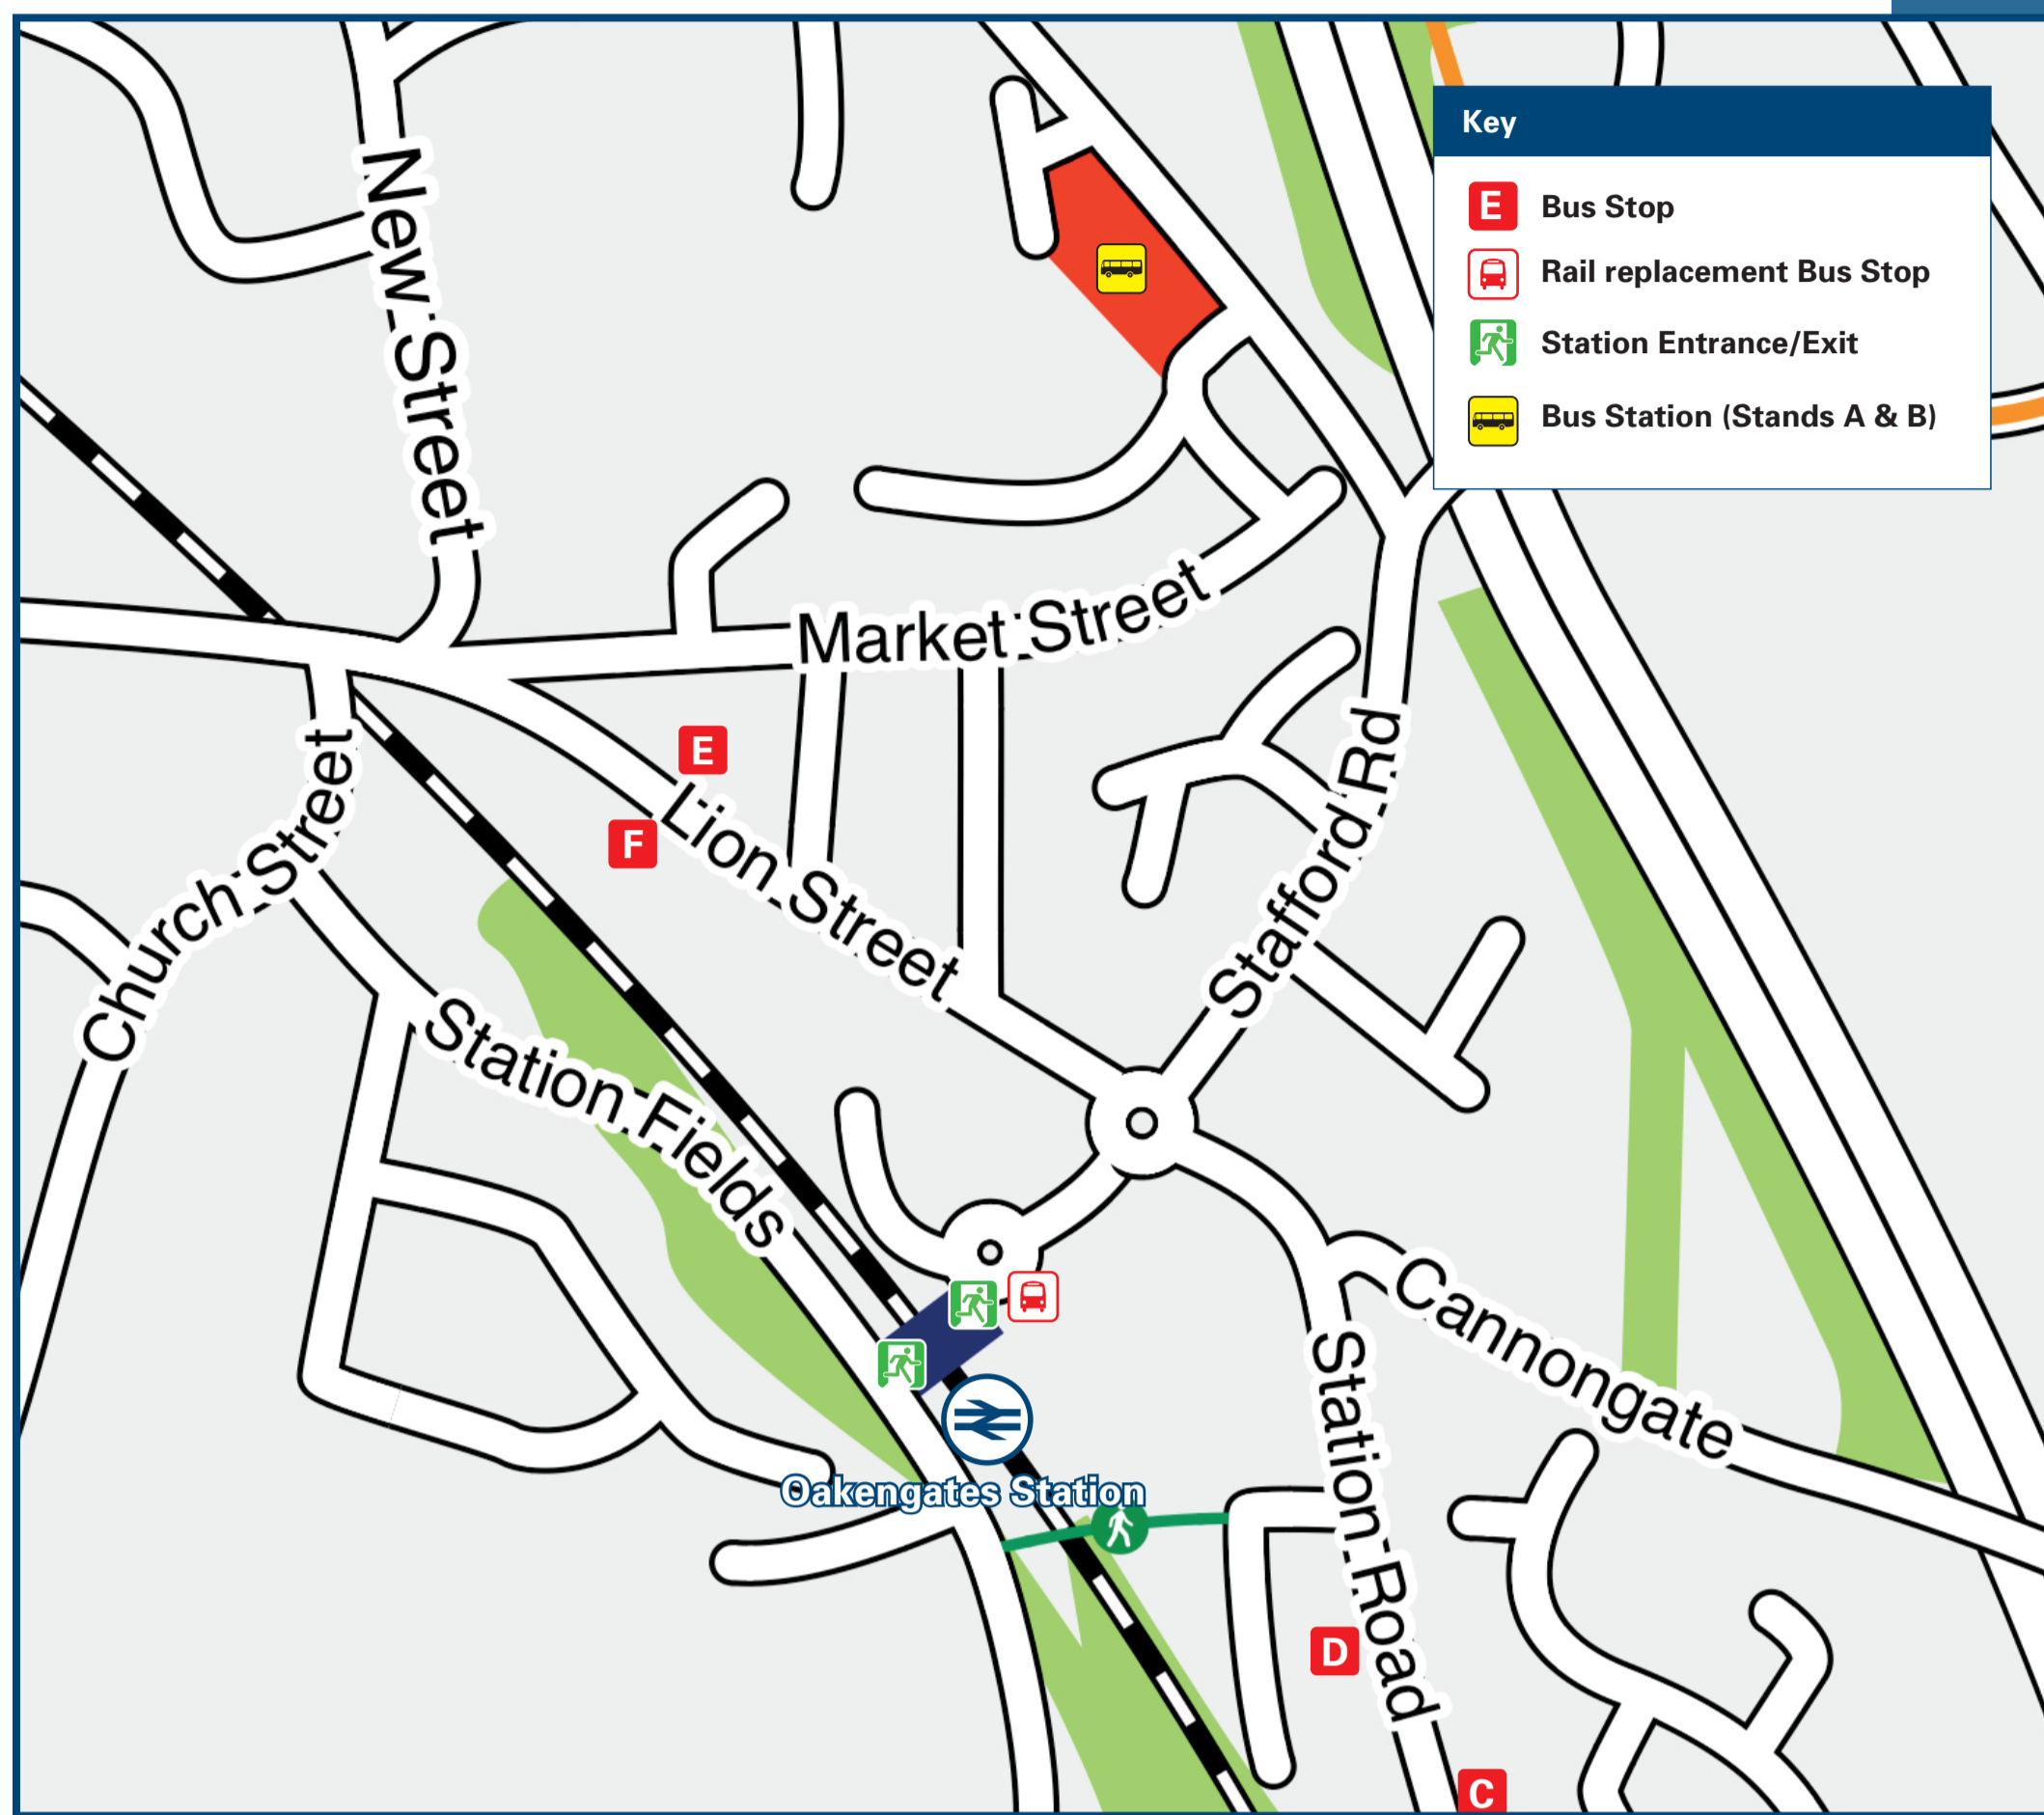 Key
E Bus Stop
Rail replacement Bus Stop
Station Entrance/Exit
Bus Station (Stands A & B)
New Street
Market Street
Stafford Rd
E
F
Lion Street
Church Street
Station Fields
Cannongate
Station Road
Oakengates Station
D
C